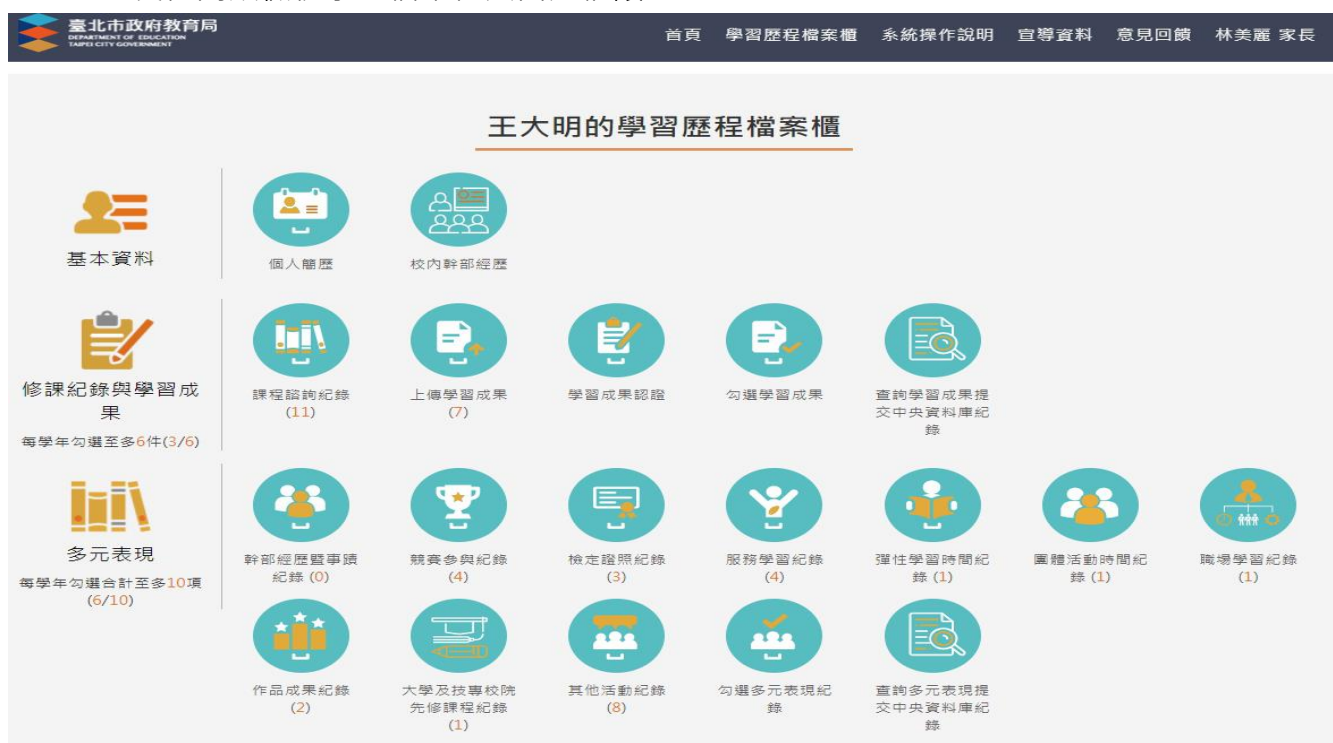 臺北市政府教育局
DEPARTMENT OF EDUCATION
TAIPEI CITY GOVERNMENT
首頁 學習歷程檔案櫃 系統操作說明 宣導資料 意見回饋 林美麗 家長
王大明的學習歷程檔案櫃
基本資料
個人簡歷
校內幹部經歷
修課紀錄與學習成
果
每學年勾選至多6件(3/6)
課程諮詢紀錄
(11)
上傳學習成果
(7)
學習成果認證
勾選學習成果
查詢學習成果提
交中央資料庫紀
錄
多元表現
每學年勾選合計至多10項
(6/10)
幹部經歷暨事蹟
紀錄 (0)
競賽參與紀錄
(4)
檢定證照紀錄
(3)
服務學習紀錄
(4)
彈性學習時間紀
錄 (1)
團體活動時間紀
錄 (1)
職場學習紀錄
(1)
作品成果紀錄
(2)
大學及技專校院
先修課程紀錄
(1)
其他活動紀錄
(8)
勾選多元表現紀
錄
查詢多元表現提
交中央資料庫紀
錄